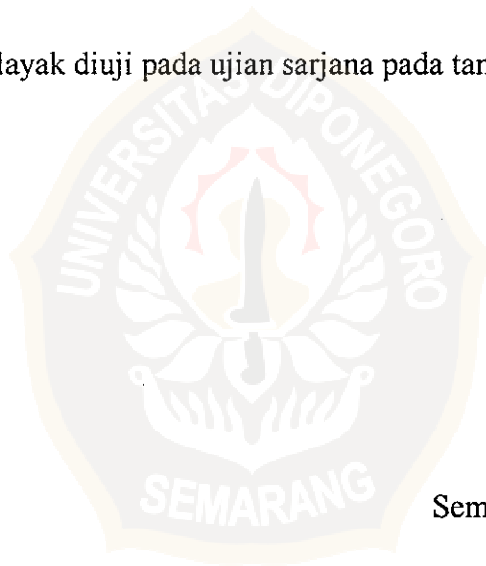 layak diuji pada ujian sarjana pada tan
UNIVERSITAS DIPONEGORO
SEMARANG
Sem